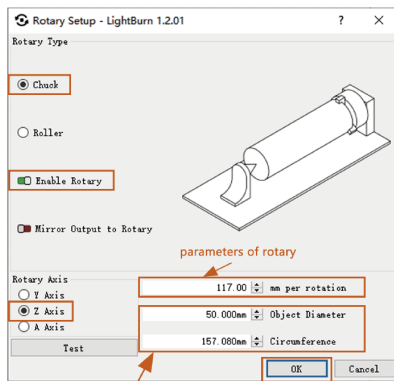 Rotary Setup - LightBurn 1.2.01 ? ×
Rotary Type
Chuck
Roller
Enable Rotary
Mirror Output to Rotary
parameters of rotary
Rotary Axis
Y Axis
Z Axis
A Axis
Test
117.00 mm per rotation
50.000mm Object Diameter
157.080mm Circumference
OK Cancel